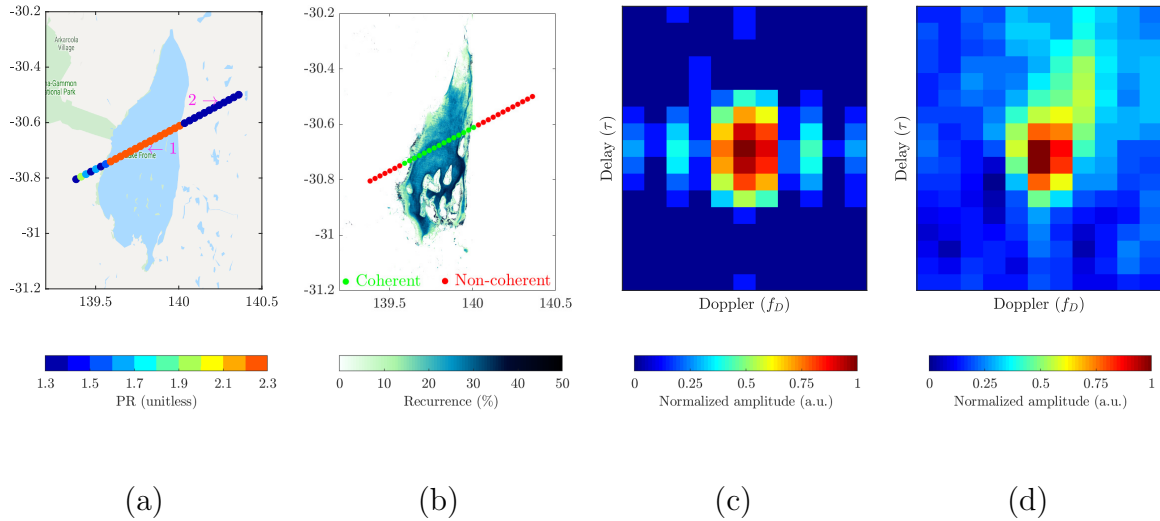 -30.2
Arkaroola
Village
-30.4
na-Gammon
National Park
2 →
-30.6
← 1
Lake Frome
-30.8
-31
-31.2
139.5
140
140.5
1.3
1.5
1.7
1.9
2.1
2.3
PR (unitless)
(a)
-30.2
-30.4
-30.6
-30.8
-31
Coherent
Non-coherent
-31.2
139.5
140
140.5
0
10
20
30
40
50
Recurrence (%)
(b)
Delay (τ)
Doppler (f_D)
0
0.25
0.5
0.75
1
Normalized amplitude (a.u.)
(c)
Delay (τ)
Doppler (f_D)
0
0.25
0.5
0.75
1
Normalized amplitude (a.u.)
(d)